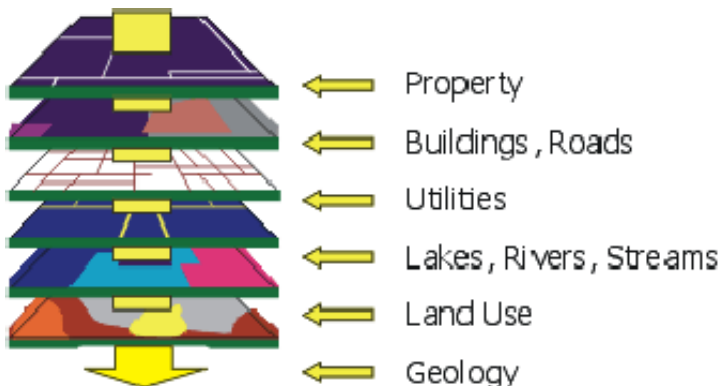 Property
Buildings, Roads
Utilities
Lakes, Rivers, Streams
Land Use
Geology